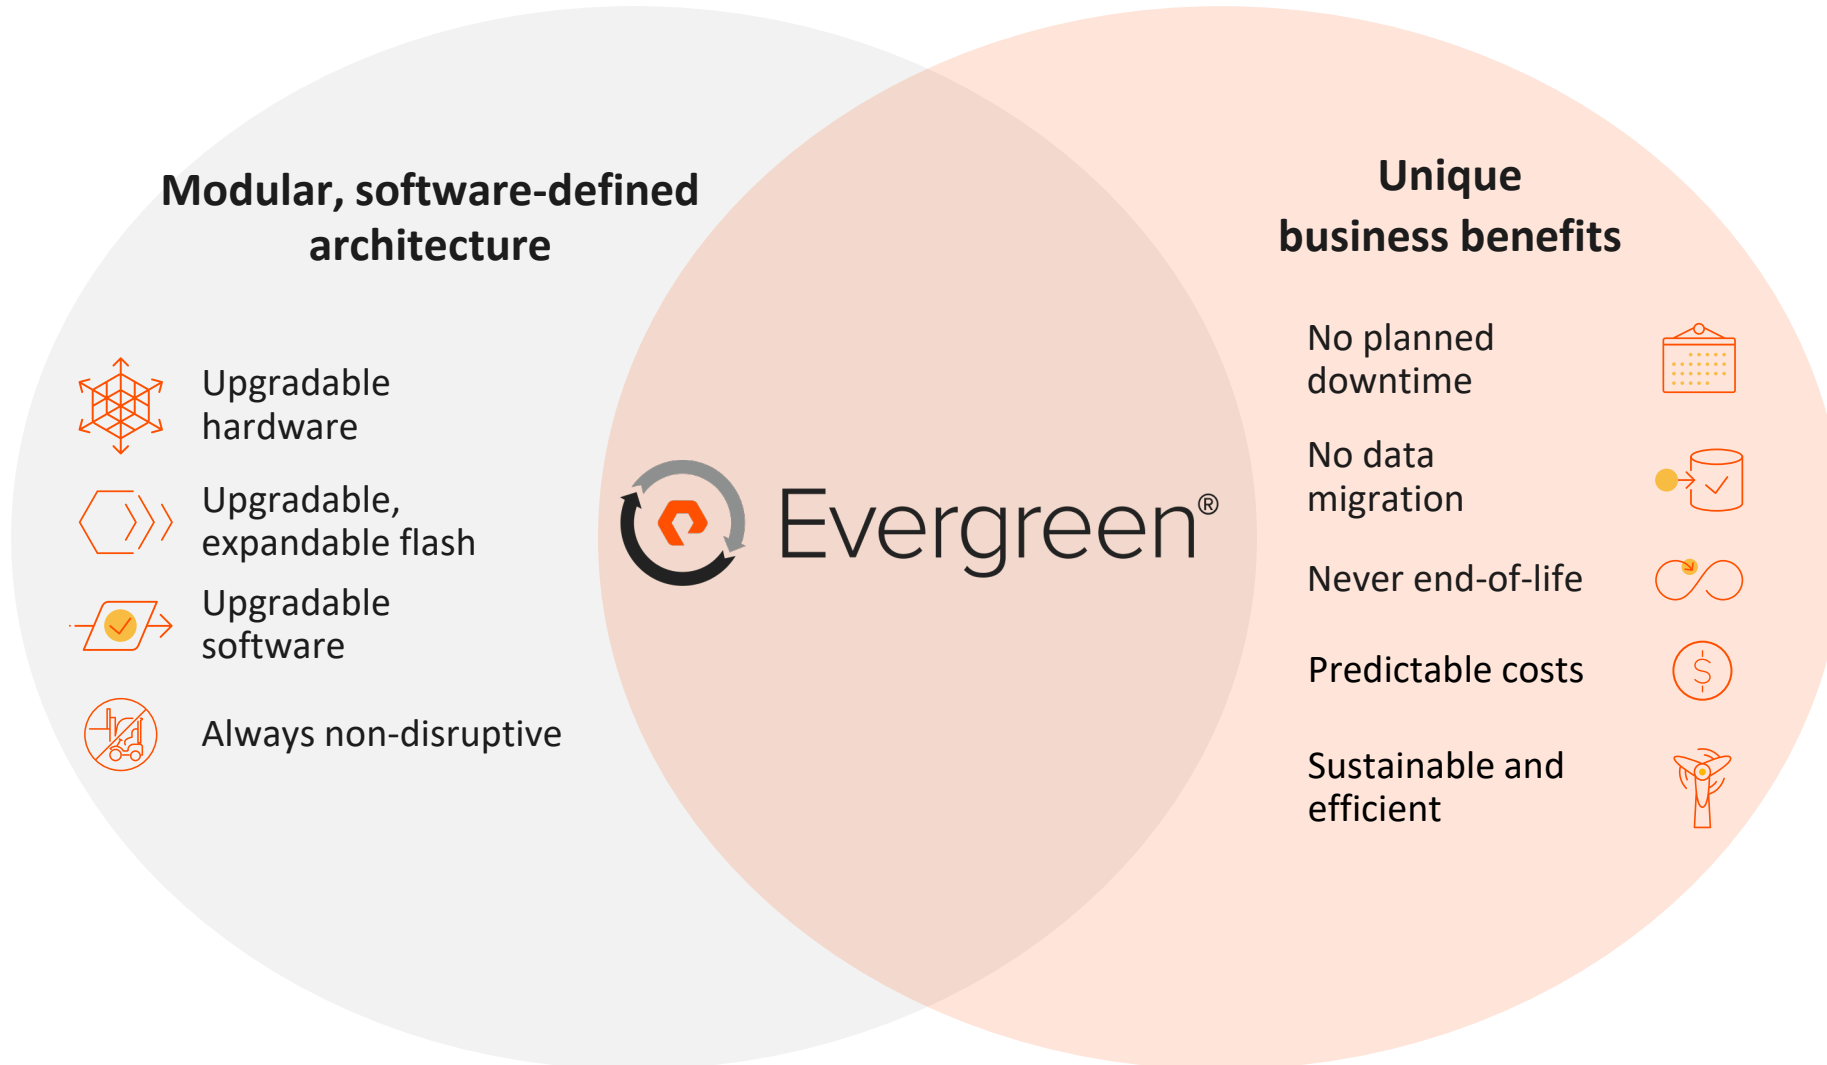 Modular, software-defined
architecture
Upgradable
hardware
Upgradable,
expandable flash
Upgradable
software
Always non-disruptive
Evergreen®
Unique
business benefits
No planned
downtime
No data
migration
Never end-of-life
Predictable costs
$
Sustainable and
efficient